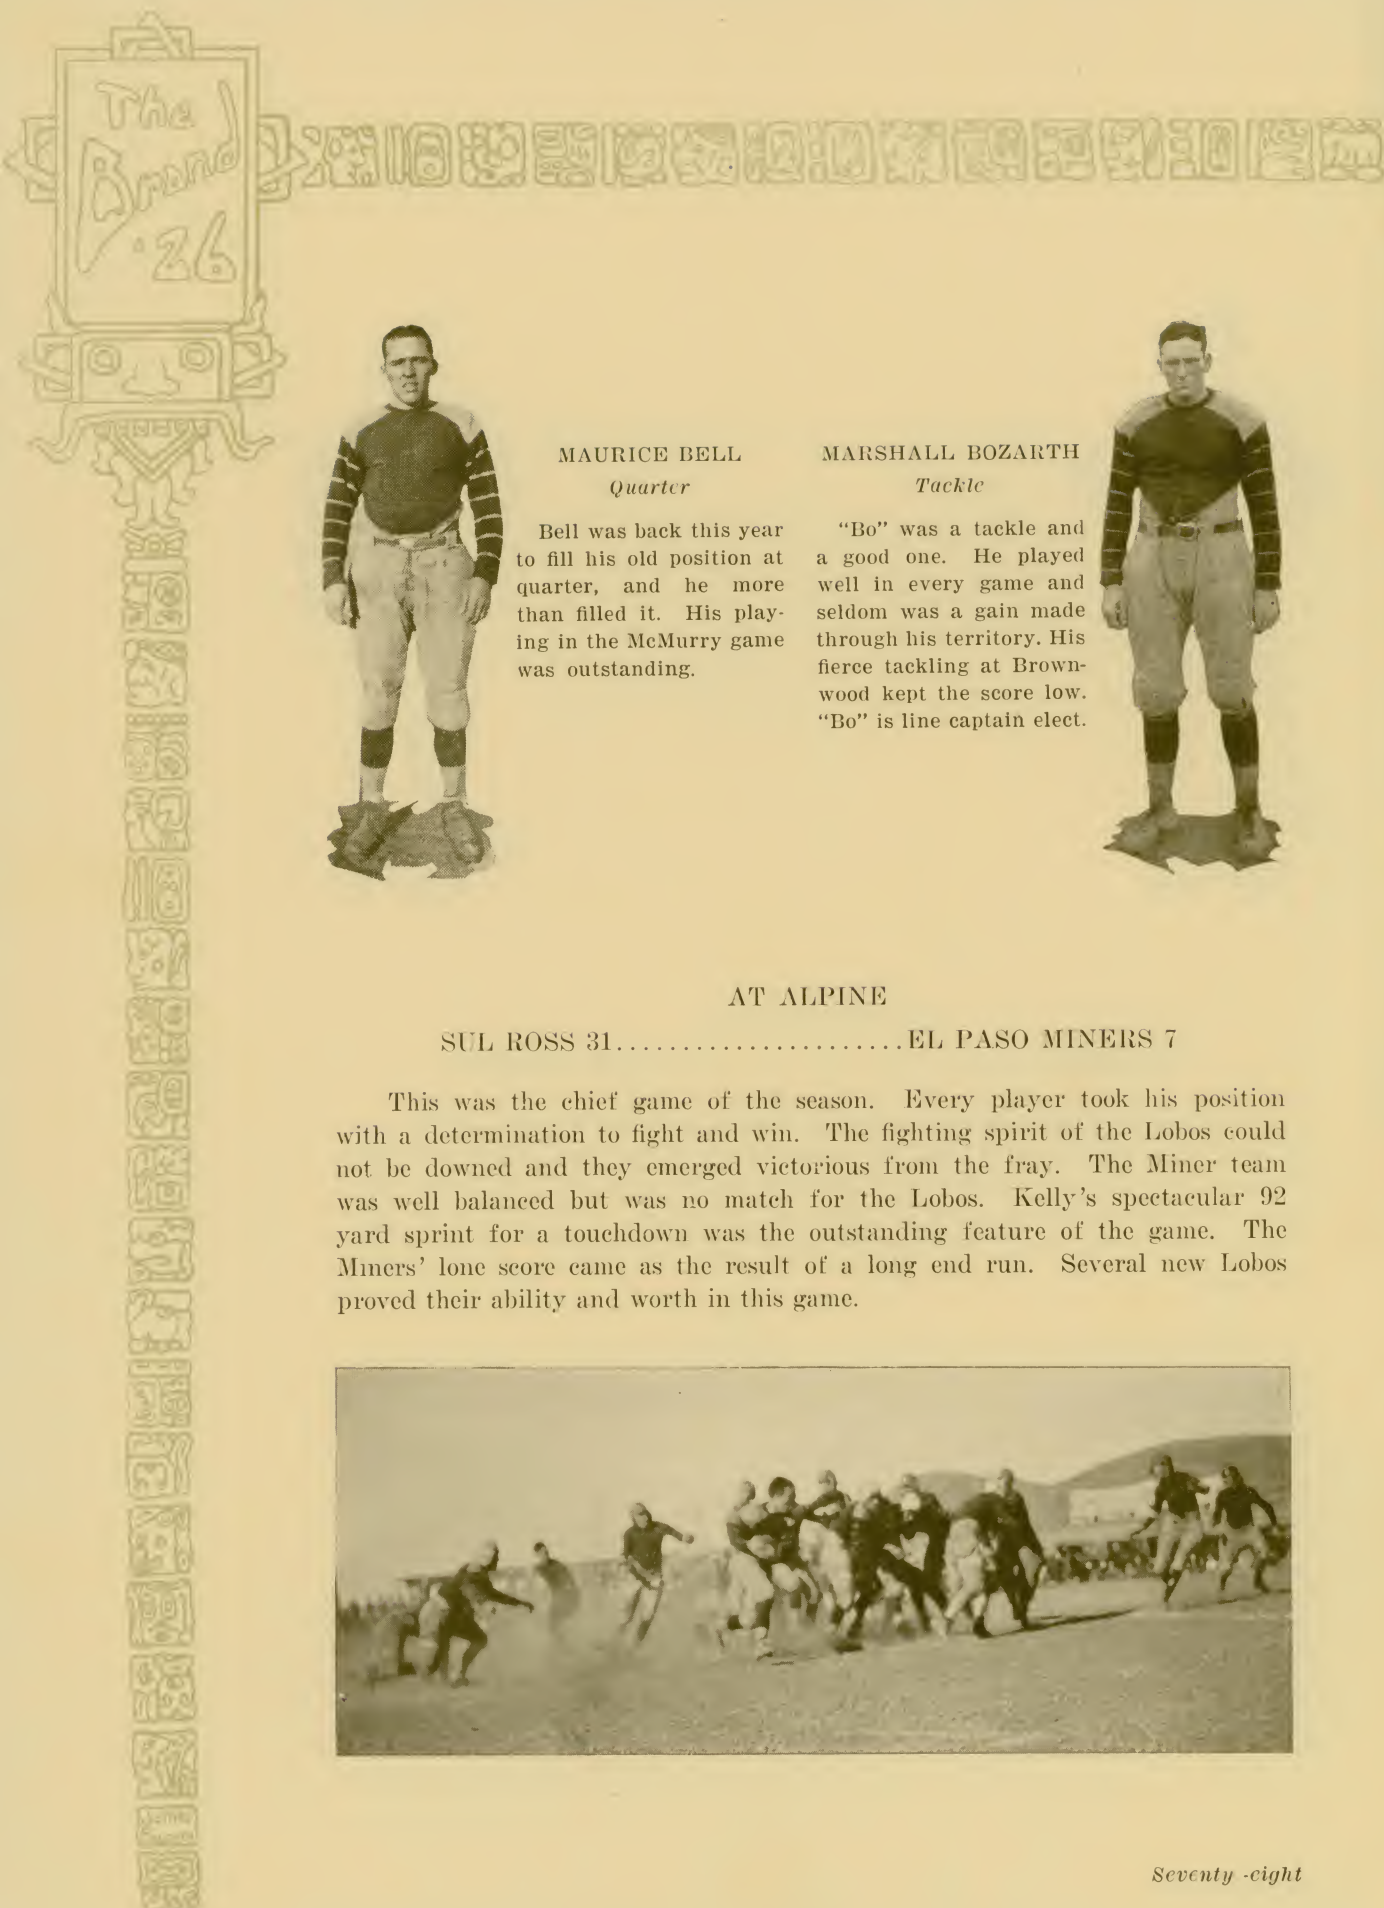 The
Brand
'26
MAURICE BELL
Quarter
Bell was back this year
to fill his old position at
quarter, and he more
than filled it. His play-
ing in the McMurry game
was outstanding.
MARSHALL BOZARTH
Tackle
“Bo” was a tackle and
a good one. He played
well in every game and
seldom was a gain made
through his territory. His
fierce tackling at Brown-
wood kept the score low.
“Bo” is line captain elect.
AT ALPINE
SUL ROSS 31......................EL PASO MINERS 7
This was the chief game of the season. Every player took his position
with a determination to fight and win. The fighting spirit of the Lobos could
not be downed and they emerged victorious from the fray. The Miner team
was well balanced but was no match for the Lobos. Kelly's spectacular 92
yard sprint for a touchdown was the outstanding feature of the game. The
Miners' lone score came as the result of a long end run. Several new Lobos
proved their ability and worth in this game.
Seventy -eight